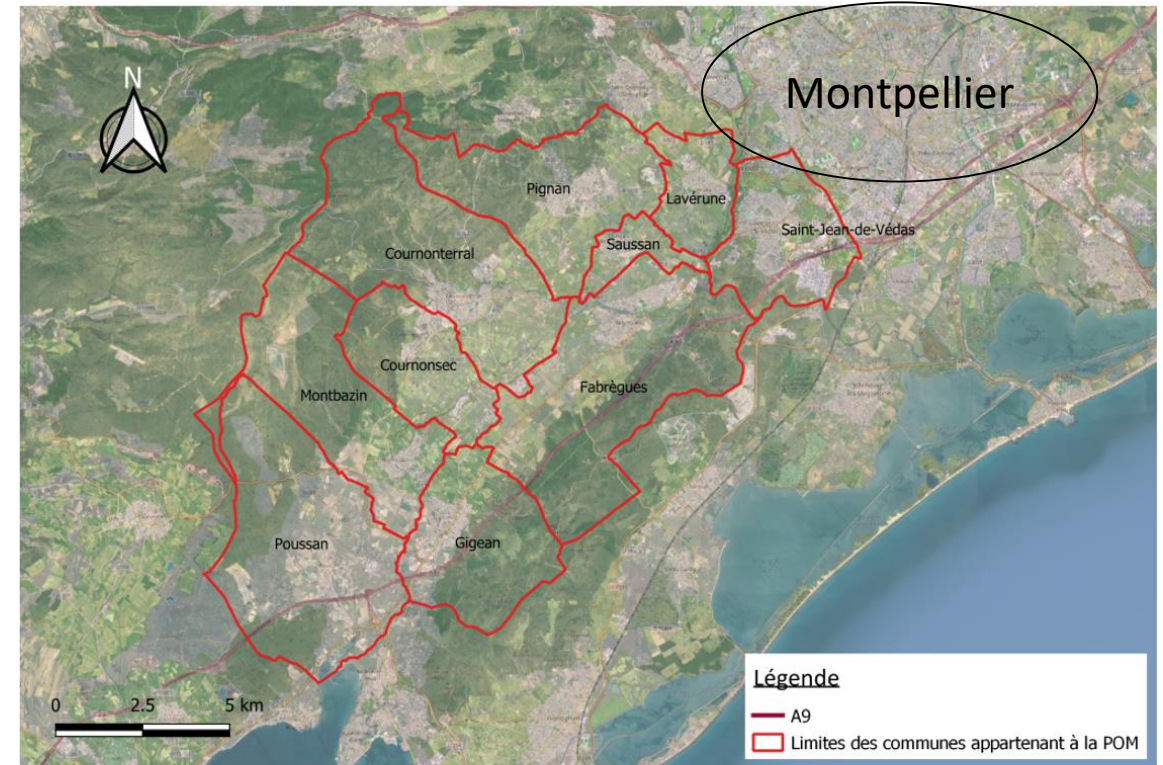 Montpellier
N
Pignan
Lavérune
Saint-Jean-de-Védas
Saussan
Cournonterral
Cournonsec
Fabrègues
Montbazin
Poussan
Gigean
0 2.5 5 km
Légende
A9
Limites des communes appartenant à la POM